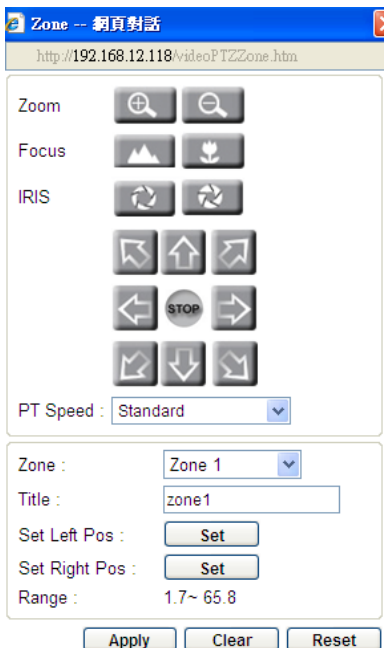 Zone -- 網頁對話
http://192.168.12.118/videoPTZZone.htm
Zoom
Focus
IRIS
STOP
PT Speed : Standard
Zone : Zone 1
Title : zone1
Set Left Pos : Set
Set Right Pos : Set
Range : 1.7~ 65.8
Apply Clear Reset